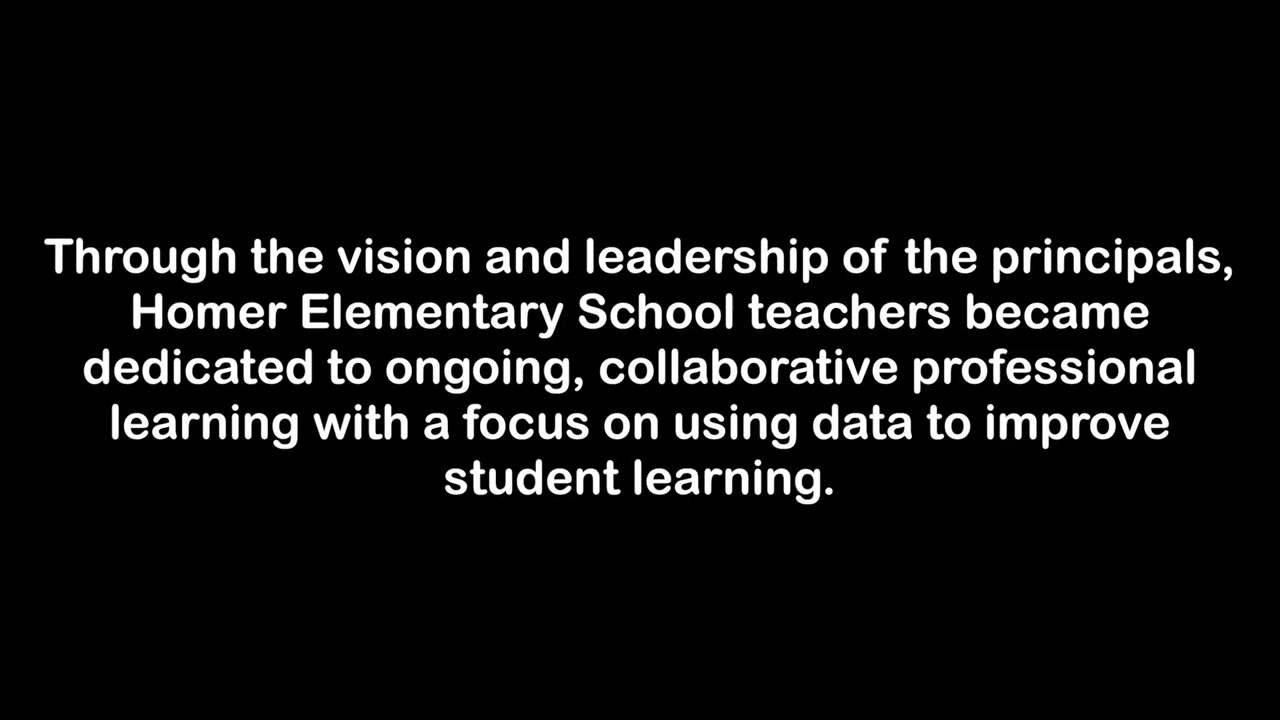 Through the vision and leadership of the principals,
Homer Elementary School teachers became
dedicated to ongoing, collaborative professional
learning with a focus on using data to improve
student learning.